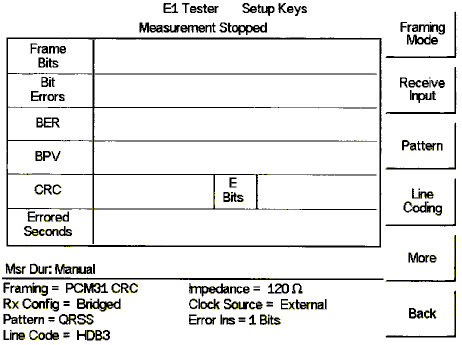 E1 Tester Setup Keys
Measurement Stopped
Frame
Bits
Bit
Errors
BER
BPV
CRC
E
Bits
Errored
Seconds
Msr Dur: Manual
Framing = PCM31 CRC
Impedance = 120 Ω
Rx Config = Bridged
Clock Source = External
Pattern = QRSS
Error Ins = 1 Bits
Line Code = HDB3
Framing
Mode
Receive
Input
Pattern
Line
Coding
More
Back